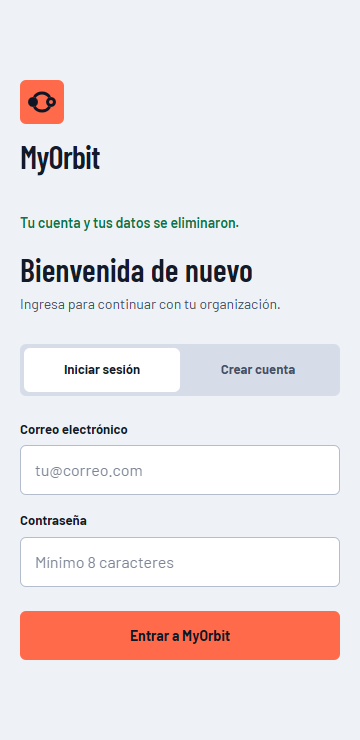 MyOrbit
Tu cuenta y tus datos se eliminaron.
Bienvenida de nuevo
Ingresa para continuar con tu organización.
Iniciar sesión
Crear cuenta
Correo electrónico
tu@correo.com
Contraseña
Mínimo 8 caracteres
Entrar a MyOrbit